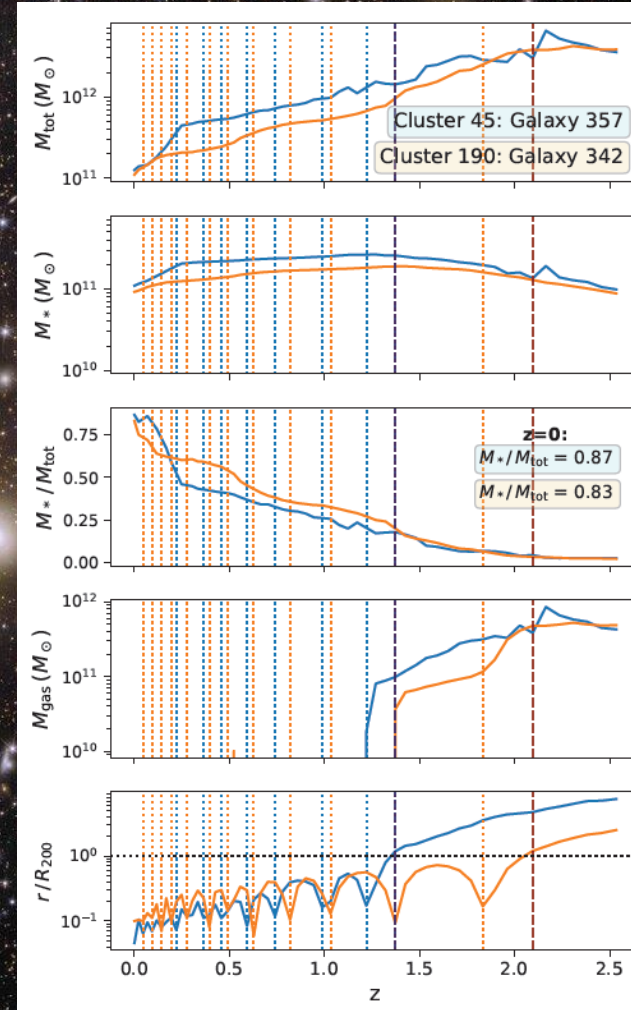 M_tot (M_⊙)
10^12
10^11
Cluster 45: Galaxy 357
Cluster 190: Galaxy 342
M_* (M_⊙)
10^11
10^10
M_*/M_tot
0.75
0.50
0.25
0.00
z=0:
M_*/M_tot = 0.87
M_*/M_tot = 0.83
M_gas (M_⊙)
10^12
10^11
10^10
r/R_200
10^0
10^-1
0.0 0.5 1.0 1.5 2.0 2.5
z